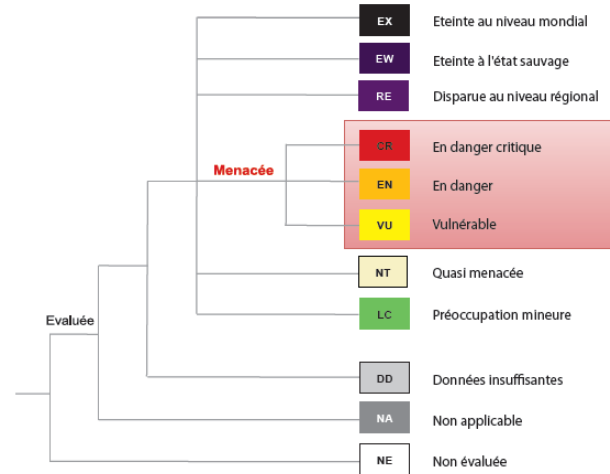 EX Eteinte au niveau mondial
EW Eteinte à l'état sauvage
RE Disparue au niveau régional
CR En danger critique
Menacée
EN En danger
VU Vulnérable
NT Quasi menacée
LC Préoccupation mineure
Evaluée
DD Données insuffisantes
NA Non applicable
NE Non évaluée